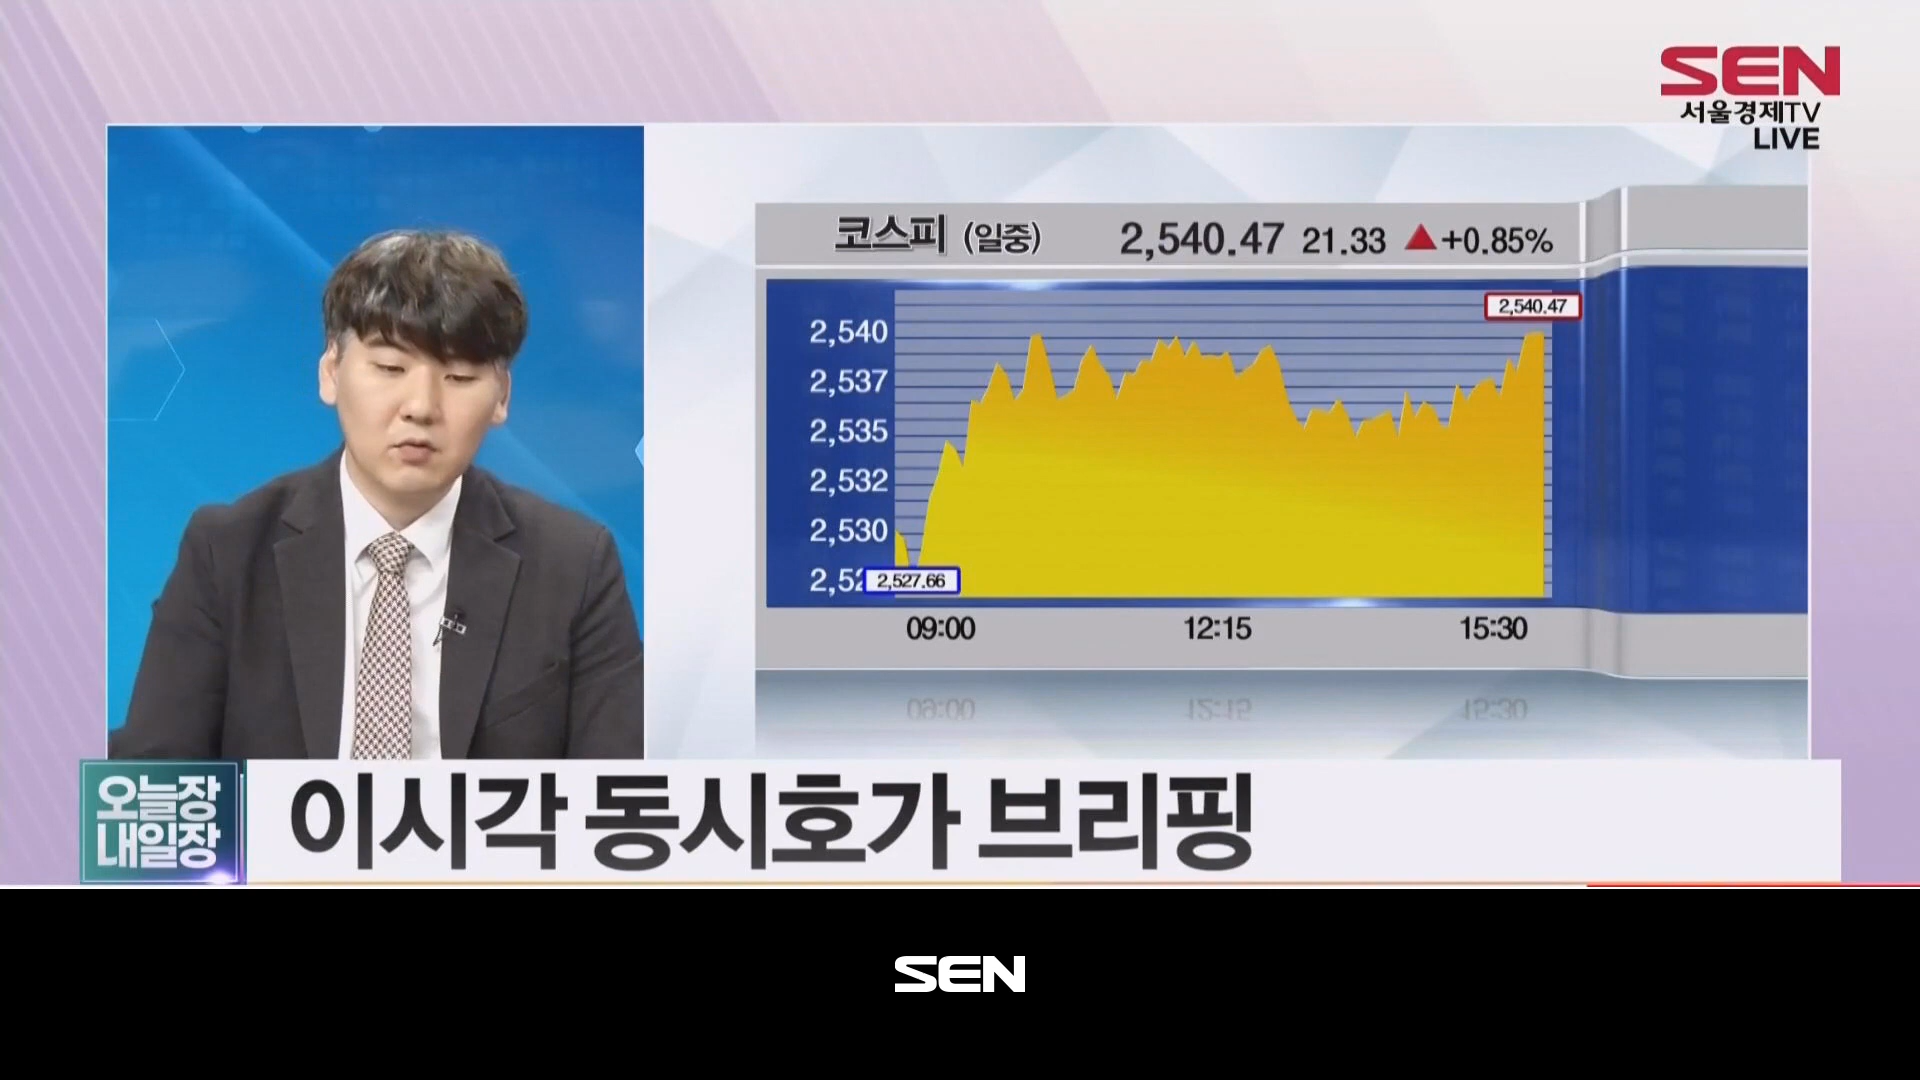 SEN
서울경제TV
LIVE
코스피 (일중) 2,540.47 21.33 ▲+0.85%
2,540.47
2,540
2,537
2,535
2,532
2,530
2,52
2,527.66
09:00 12:15 15:30
오늘장
내일장
이시각 동시호가 브리핑
SEN